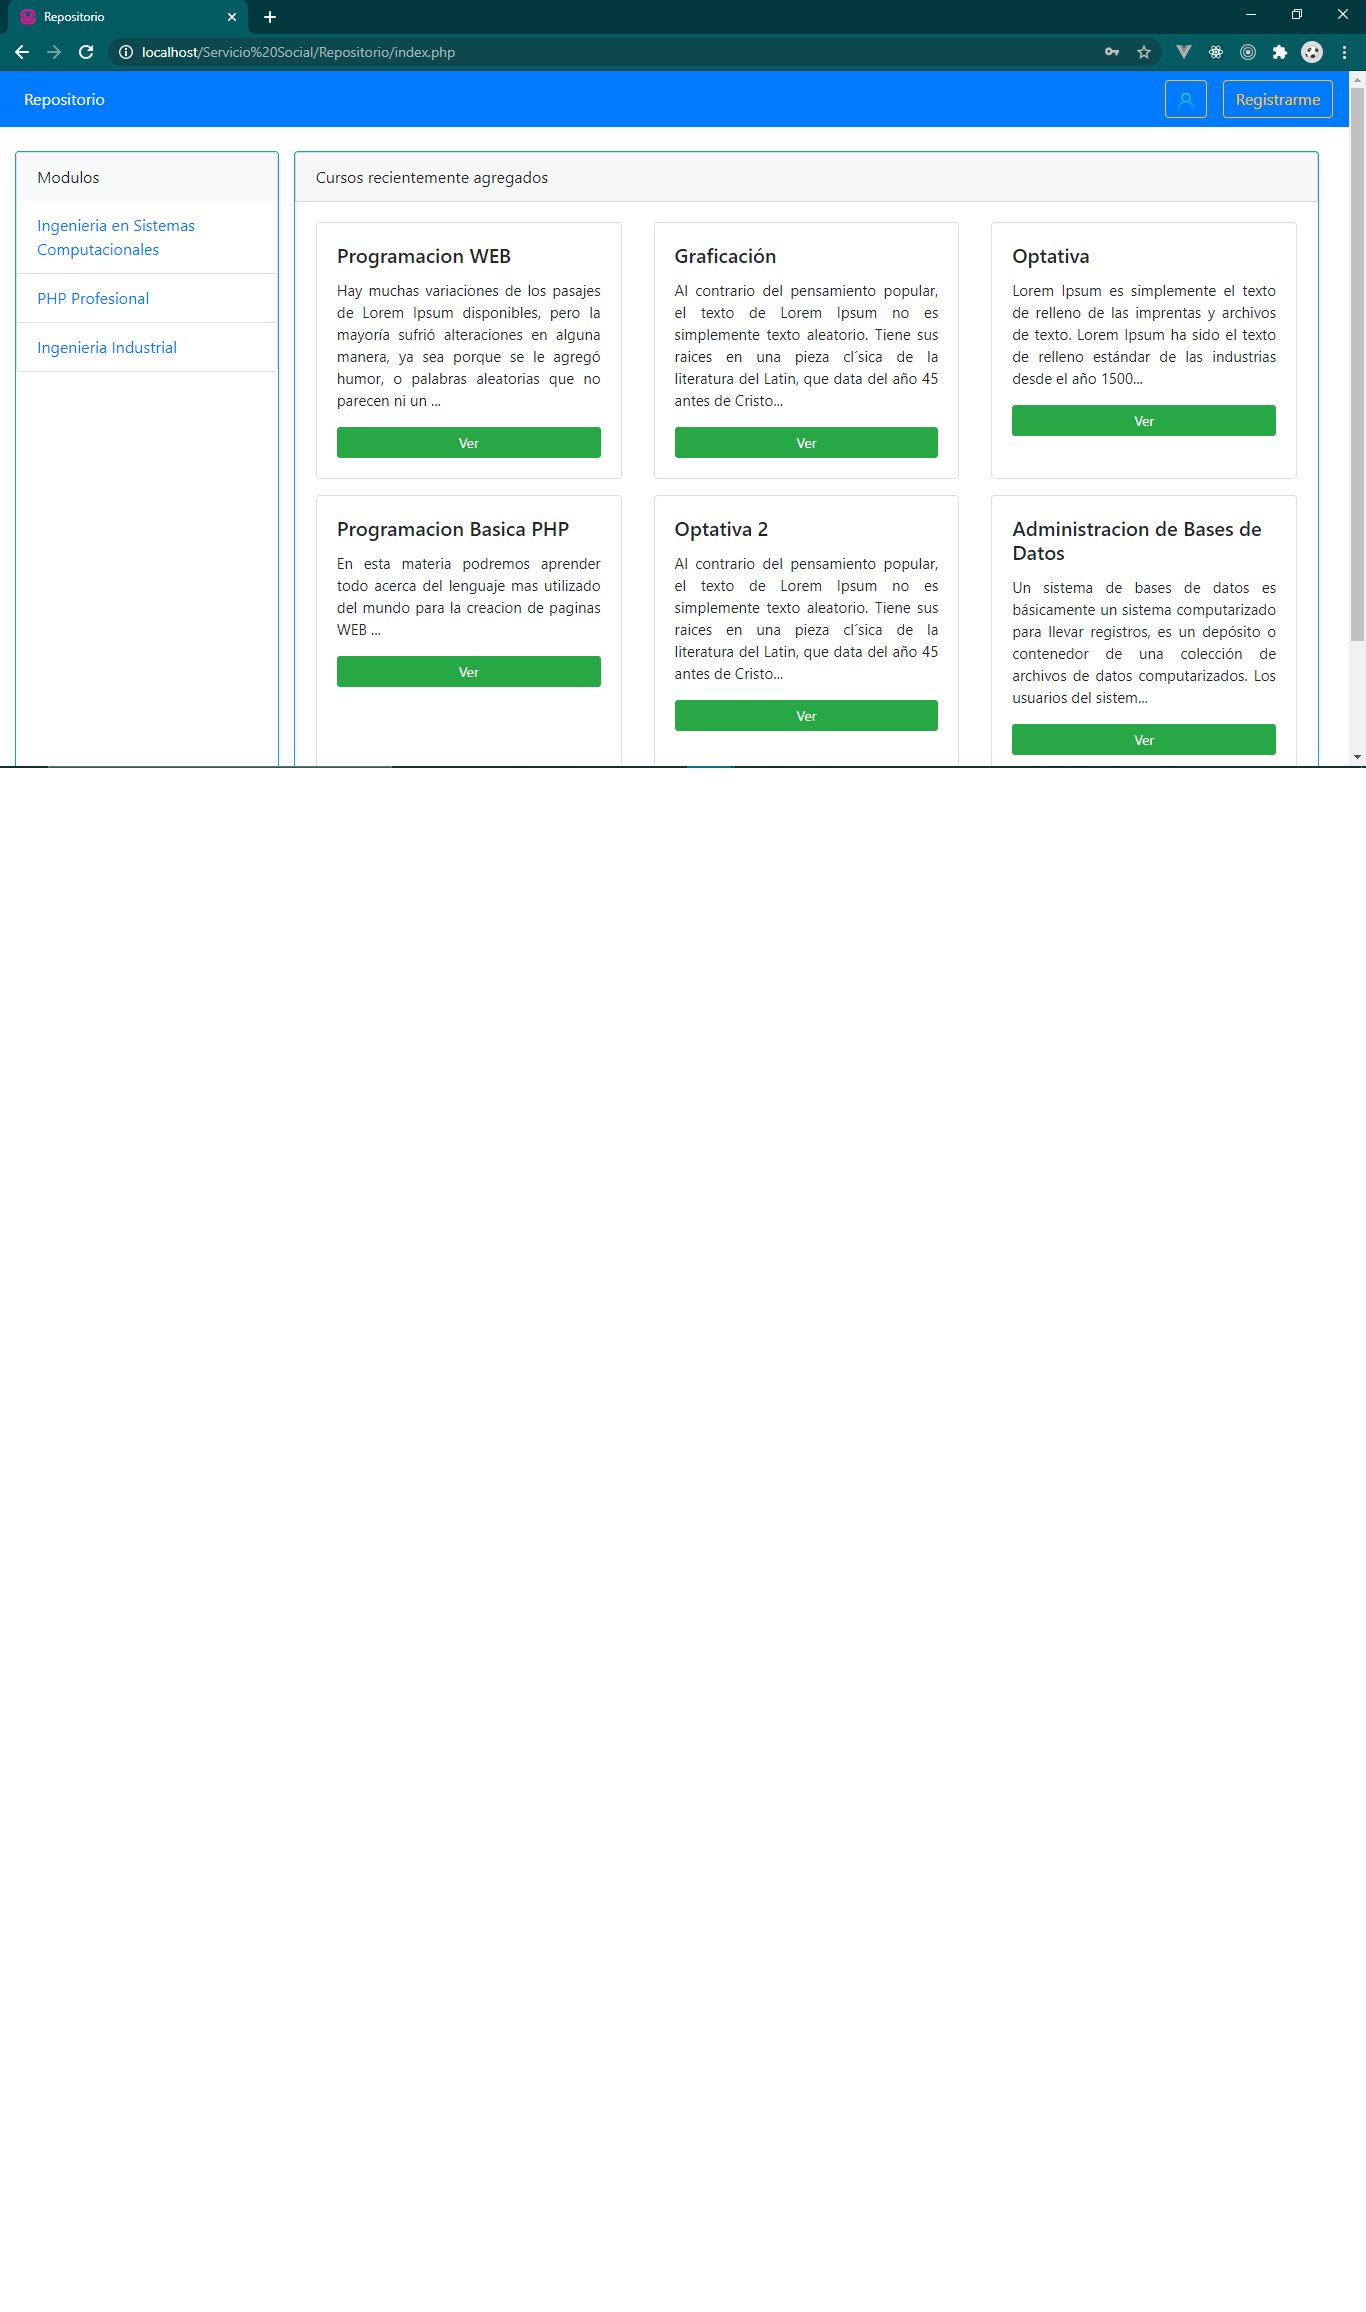 Repositorio
localhost/Servicio%20Social/Repositorio/index.php
Repositorio
Registrarme
Modulos
Ingenieria en Sistemas
Computacionales
PHP Profesional
Ingenieria Industrial
Cursos recientemente agregados
Programacion WEB
Hay muchas variaciones de los pasajes
de Lorem Ipsum disponibles, pero la
mayoría sufrió alteraciones en alguna
manera, ya sea porque se le agregó
humor, o palabras aleatorias que no
parecen ni un ...
Ver
Graficación
Al contrario del pensamiento popular,
el texto de Lorem Ipsum no es
simplemente texto aleatorio. Tiene sus
raices en una pieza cl´sica de la
literatura del Latin, que data del año 45
antes de Cristo...
Ver
Optativa
Lorem Ipsum es simplemente el texto
de relleno de las imprentas y archivos
de texto. Lorem Ipsum ha sido el texto
de relleno estándar de las industrias
desde el año 1500...
Ver
Programacion Basica PHP
En esta materia podremos aprender
todo acerca del lenguaje mas utilizado
del mundo para la creacion de paginas
WEB ...
Ver
Optativa 2
Al contrario del pensamiento popular,
el texto de Lorem Ipsum no es
simplemente texto aleatorio. Tiene sus
raices en una pieza cl´sica de la
literatura del Latin, que data del año 45
antes de Cristo...
Ver
Administracion de Bases de
Datos
Un sistema de bases de datos es
básicamente un sistema computarizado
para llevar registros, es un depósito o
contenedor de una colección de
archivos de datos computarizados. Los
usuarios del sistem...
Ver